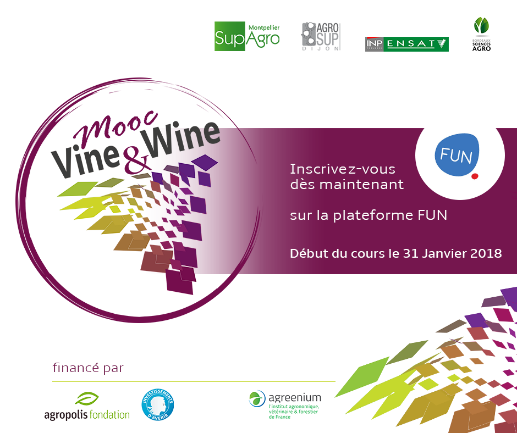 Montpellier
SupAgro
AGRO
SUP
DIJON
INP ENSAT
BORDEAUX
SCIENCES
AGRO
Mooc
Vine & Wine
FUN
Inscrivez-vous
dès maintenant
sur la plateforme FUN
Début du cours le 31 Janvier 2018
financé par
agropolis fondation
agreenium
l'institut agronomique,
vétérinaire & forestier
de France